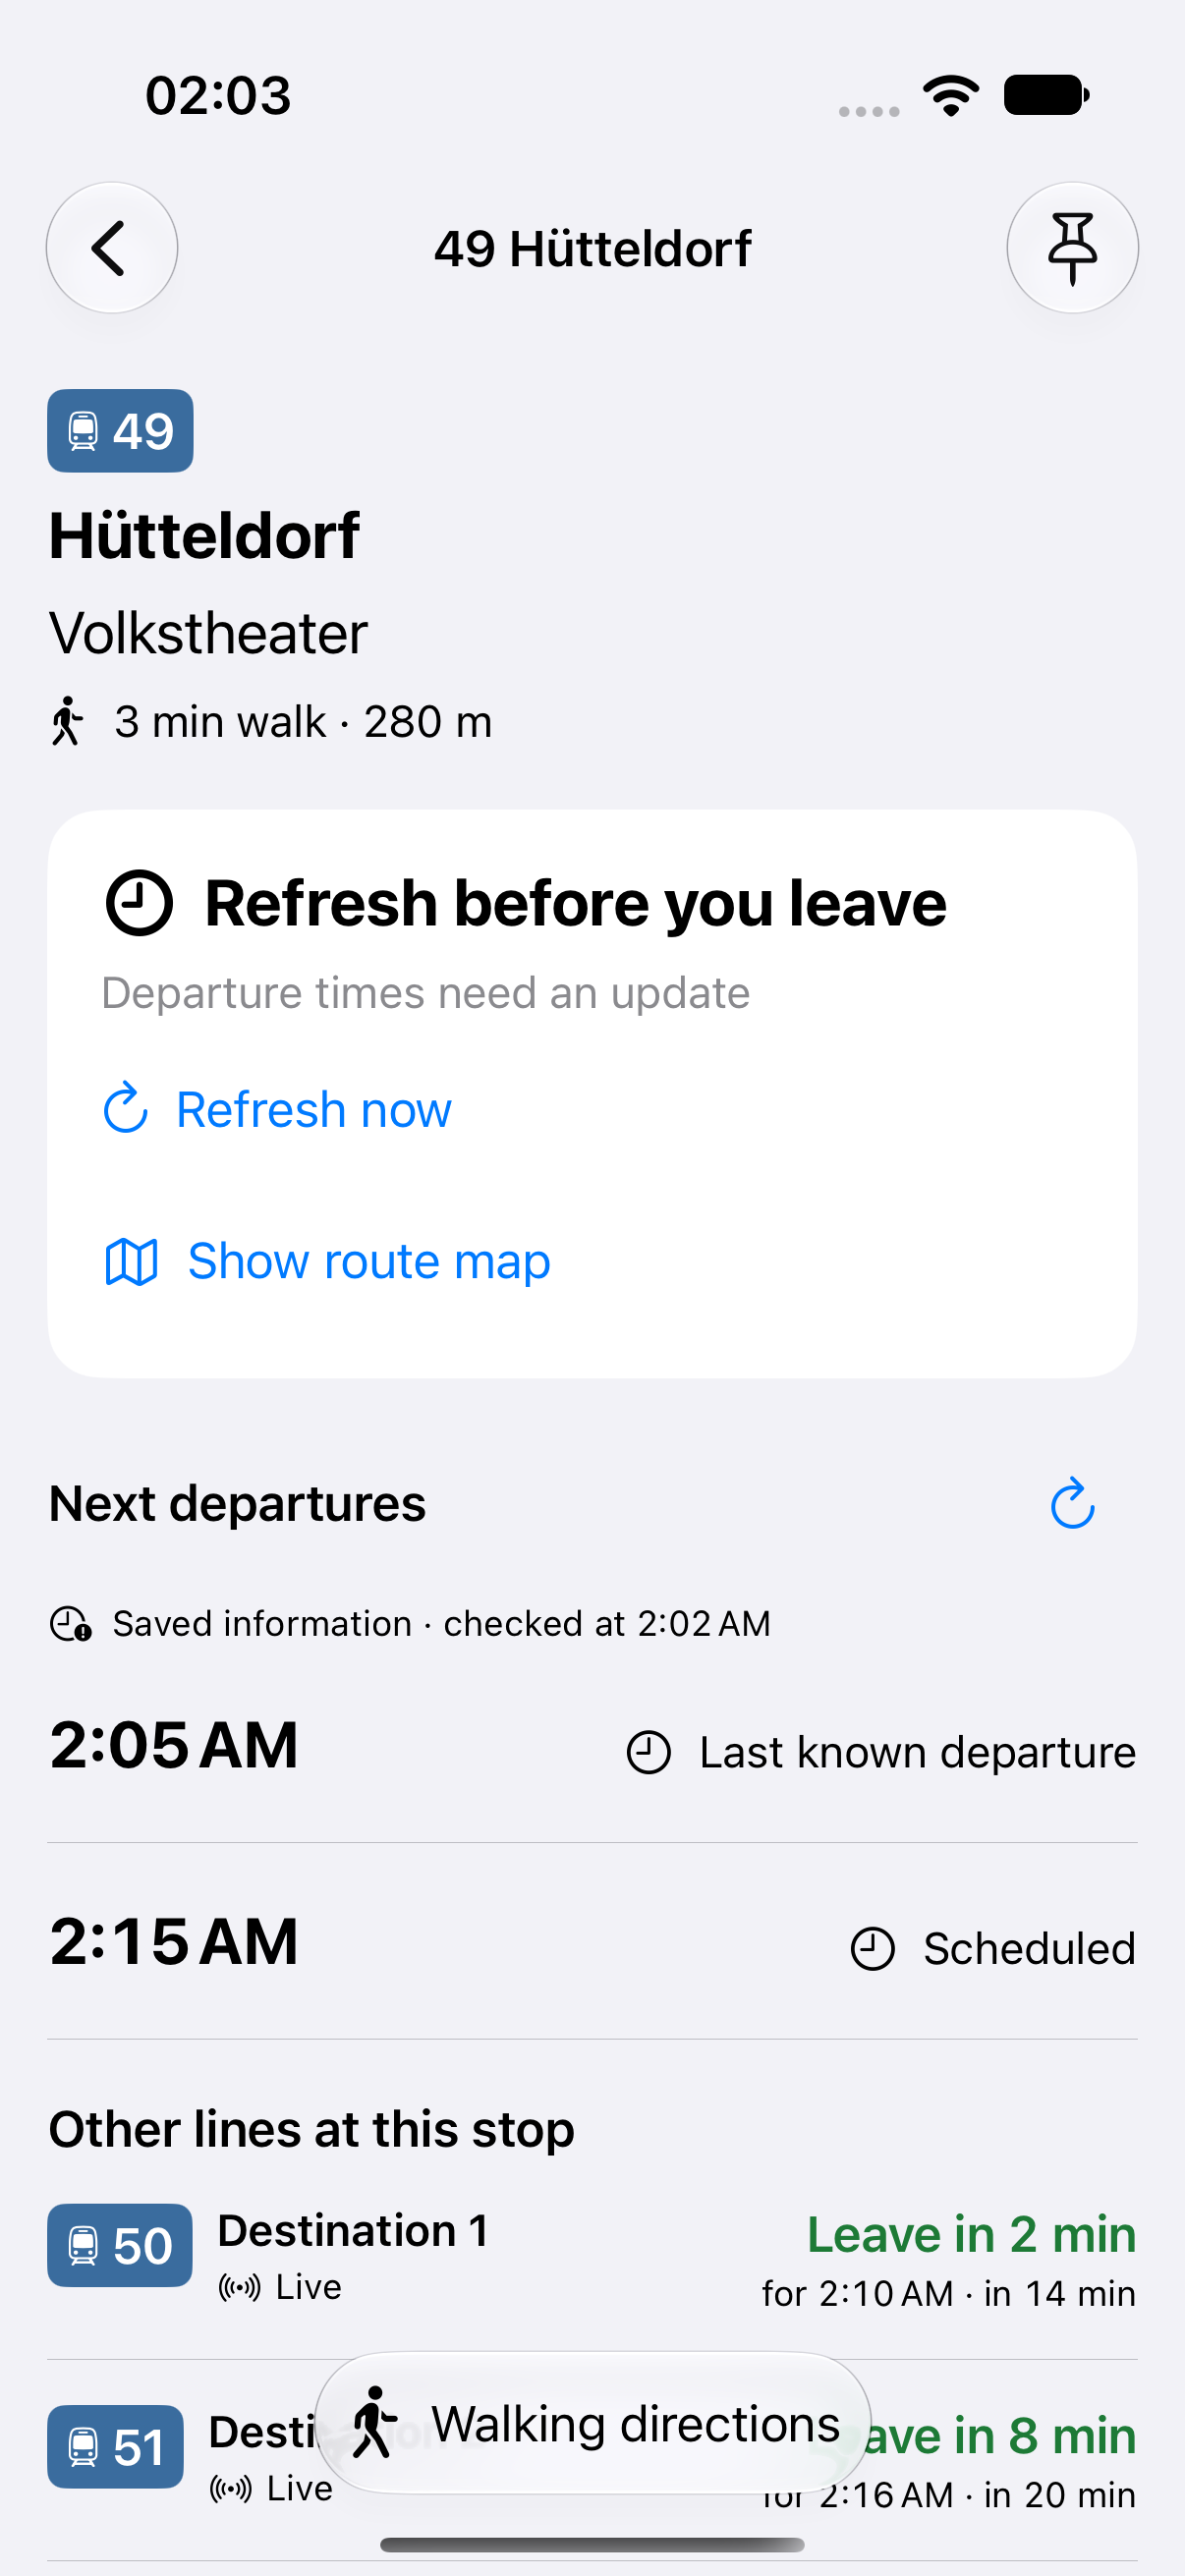 02:03
49 Hütteldorf
49
Hütteldorf
Volkstheater
3 min walk · 280 m
Refresh before you leave
Departure times need an update
Refresh now
Show route map
Next departures
Saved information · checked at 2:02 AM
2:05 AM
Last known departure
2:15 AM
Scheduled
Other lines at this stop
50
Destination 1
Leave in 2 min
Live
for 2:10 AM · in 14 min
51
Desti
Walking directions
ave in 8 min
Live
for 2:16 AM · in 20 min